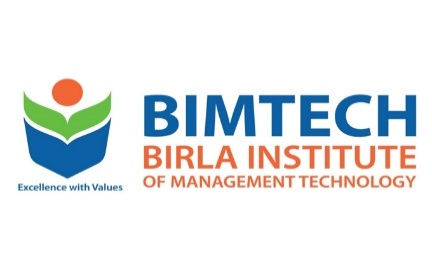 BIMTECH
BIRLA INSTITUTE
OF MANAGEMENT TECHNOLOGY
Excellence with Values